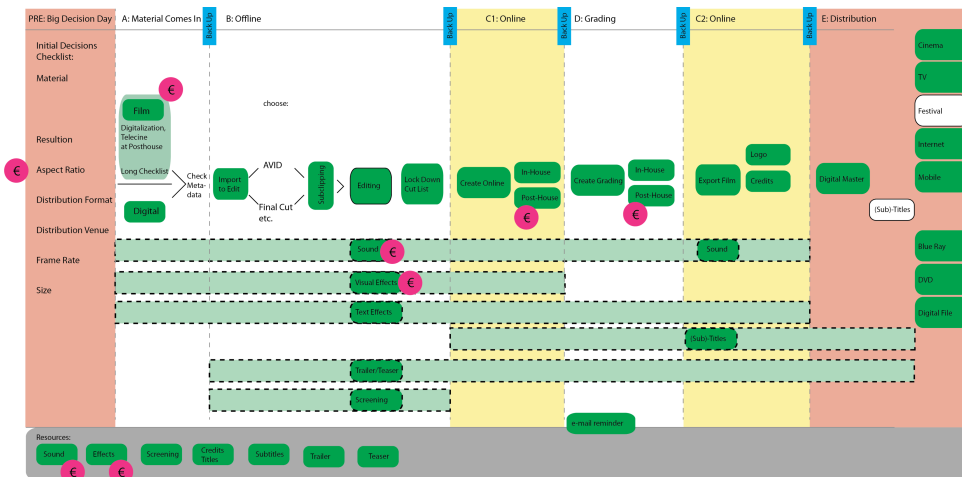 PRE: Big Decision Day
A: Material Comes In
Back Up
B: Offline
Back Up
C1: Online
Back Up
D: Grading
Back Up
C2: Online
Back Up
E: Distribution
Initial Decisions
Checklist:
Material
Resultion
€
Aspect Ratio
Distribution Format
Distribution Venue
Frame Rate
Size
€
Film
Digitalization,
Telecine
at Posthouse
Long Checklist
Digital
Check
Meta-
data
Import
to Edit
choose:
AVID
Final Cut
etc.
Subclipping
Editing
Lock Down
Cut List
Create Online
In-House
Post-House
€
Create Grading
In-House
Post-House
€
Export Film
Logo
Credits
Digital Master
(Sub)-Titles
Cinema
TV
Festival
Internet
Mobile
Blue Ray
DVD
Digital File
Sound
€
Sound
Visual Effects
€
Text Effects
(Sub)-Titles
Trailer/Teaser
Screening
e-mail reminder
Resources:
Sound
€
Effects
€
Screening
Credits
Titles
Subtitles
Trailer
Teaser